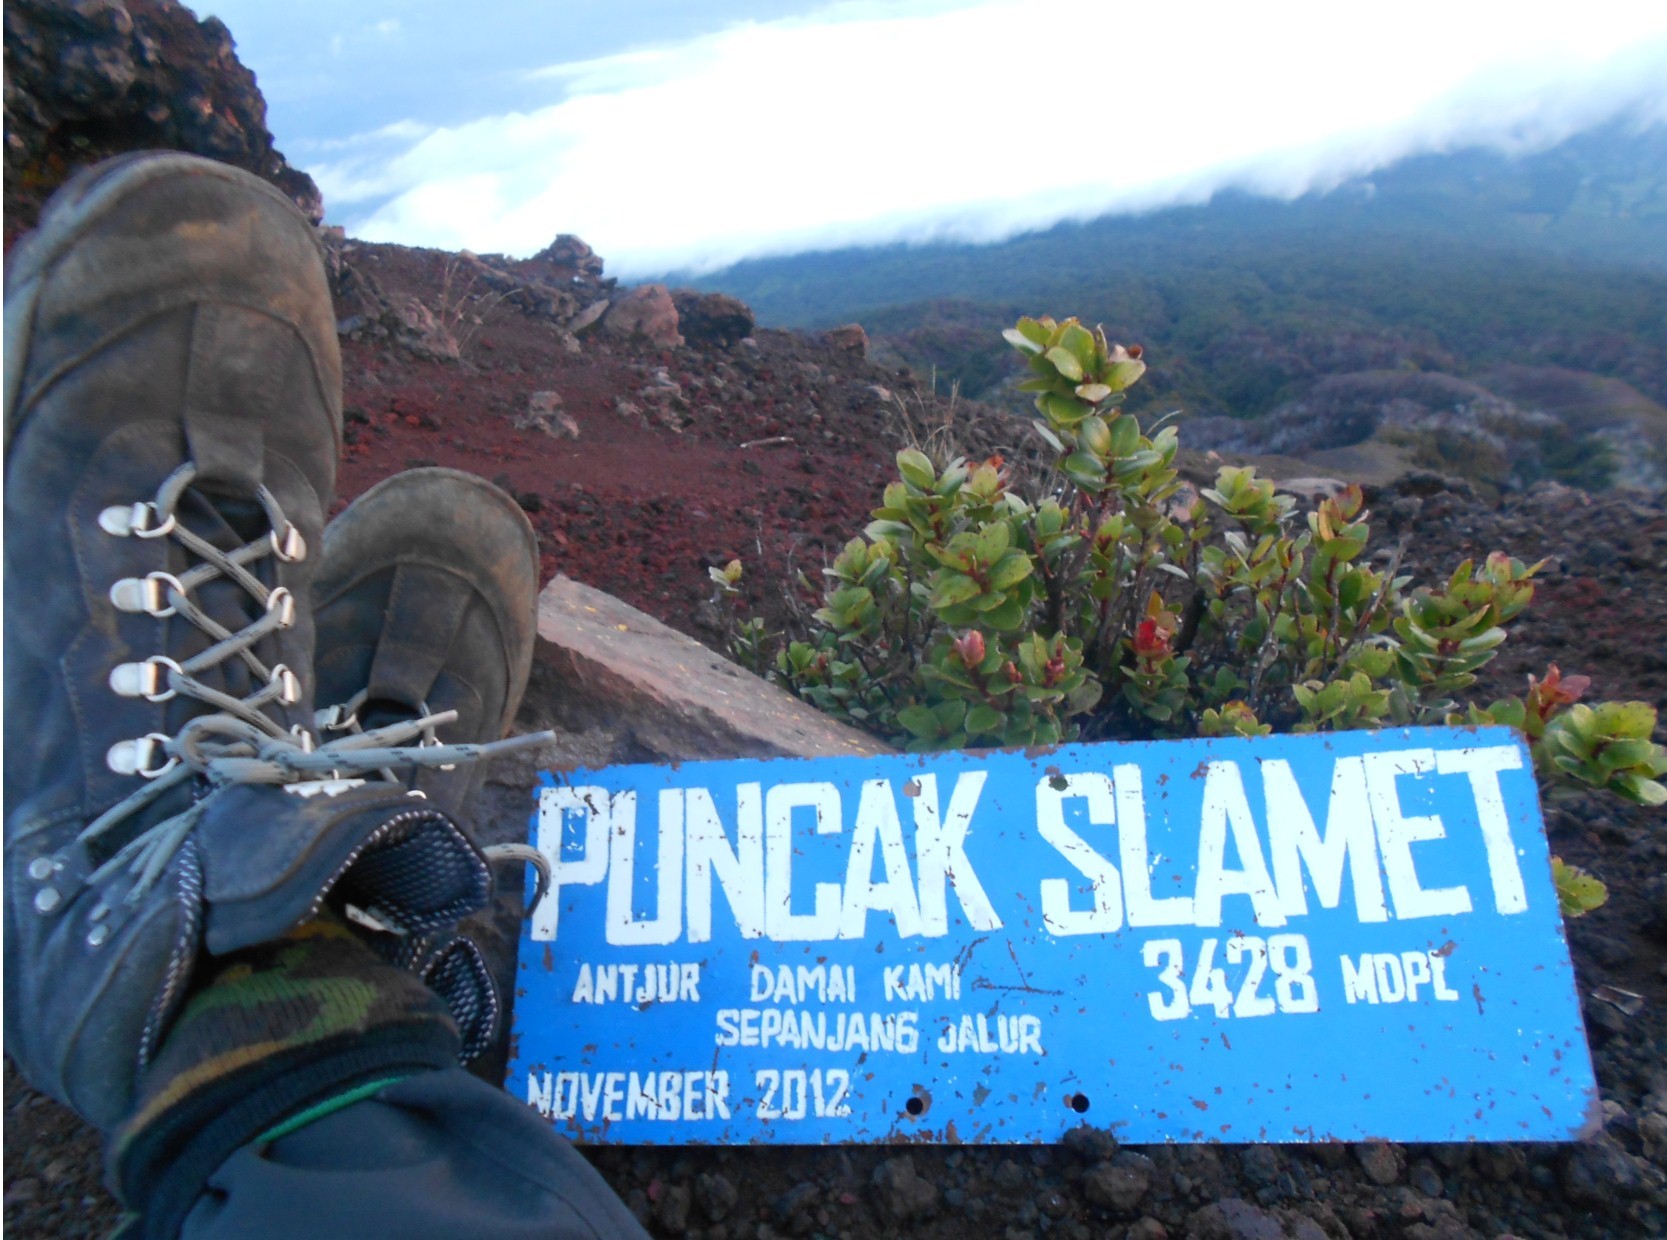 PUNCAK SLAMET
3428 MDPL
ANTJUR DAMAI KAMI
SEPANJANG JALUR
NOVEMBER 2012